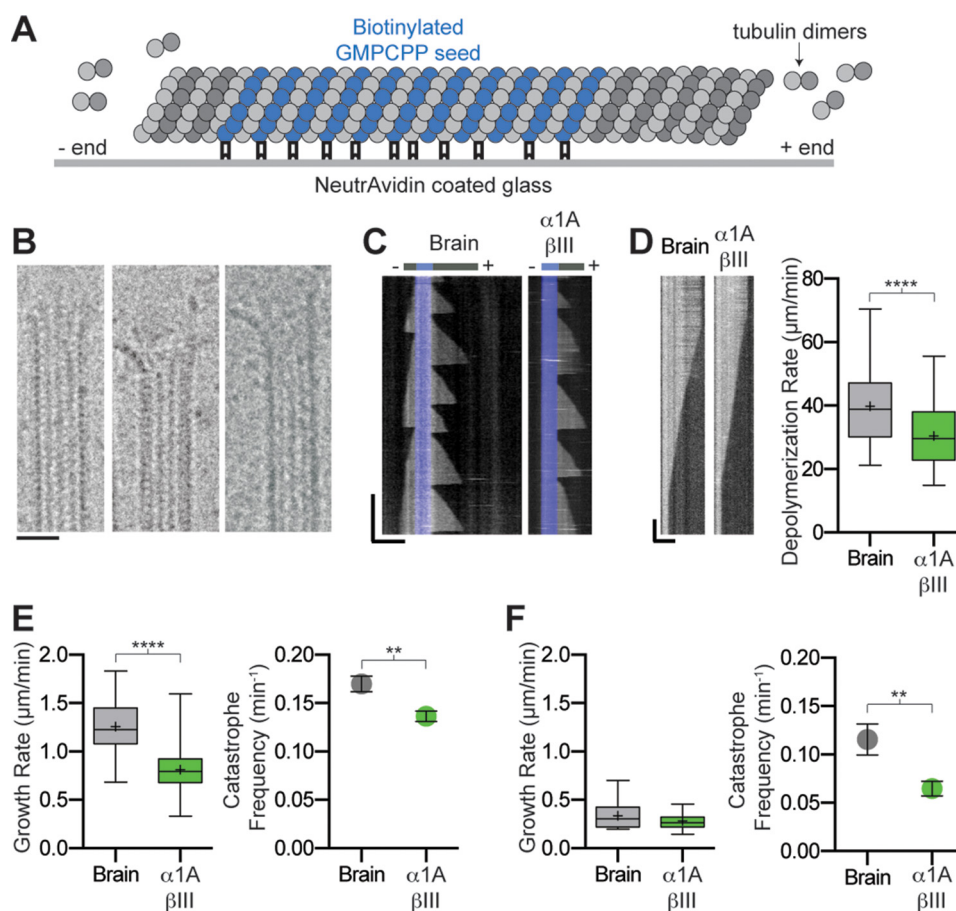 A
Biotinylated
GMPCPP seed
tubulin dimers
- end
+ end
NeutrAvidin coated glass
B
C
Brain
α1A
βIII
- +
- +
D
Brain
α1A
βIII
Depolymerization Rate (µm/min)
80
60
40
20
0
****
Brain
α1A
βIII
E
Growth Rate (µm/min)
2.0
1.5
1.0
0.5
0.0
****
Brain
α1A
βIII
Catastrophe
Frequency (min⁻¹)
0.20
0.15
0.10
0.05
0.00
**
Brain
α1A
βIII
F
Growth Rate (µm/min)
2.0
1.5
1.0
0.5
0.0
Brain
α1A
βIII
Catastrophe
Frequency (min⁻¹)
0.20
0.15
0.10
0.05
0.00
**
Brain
α1A
βIII